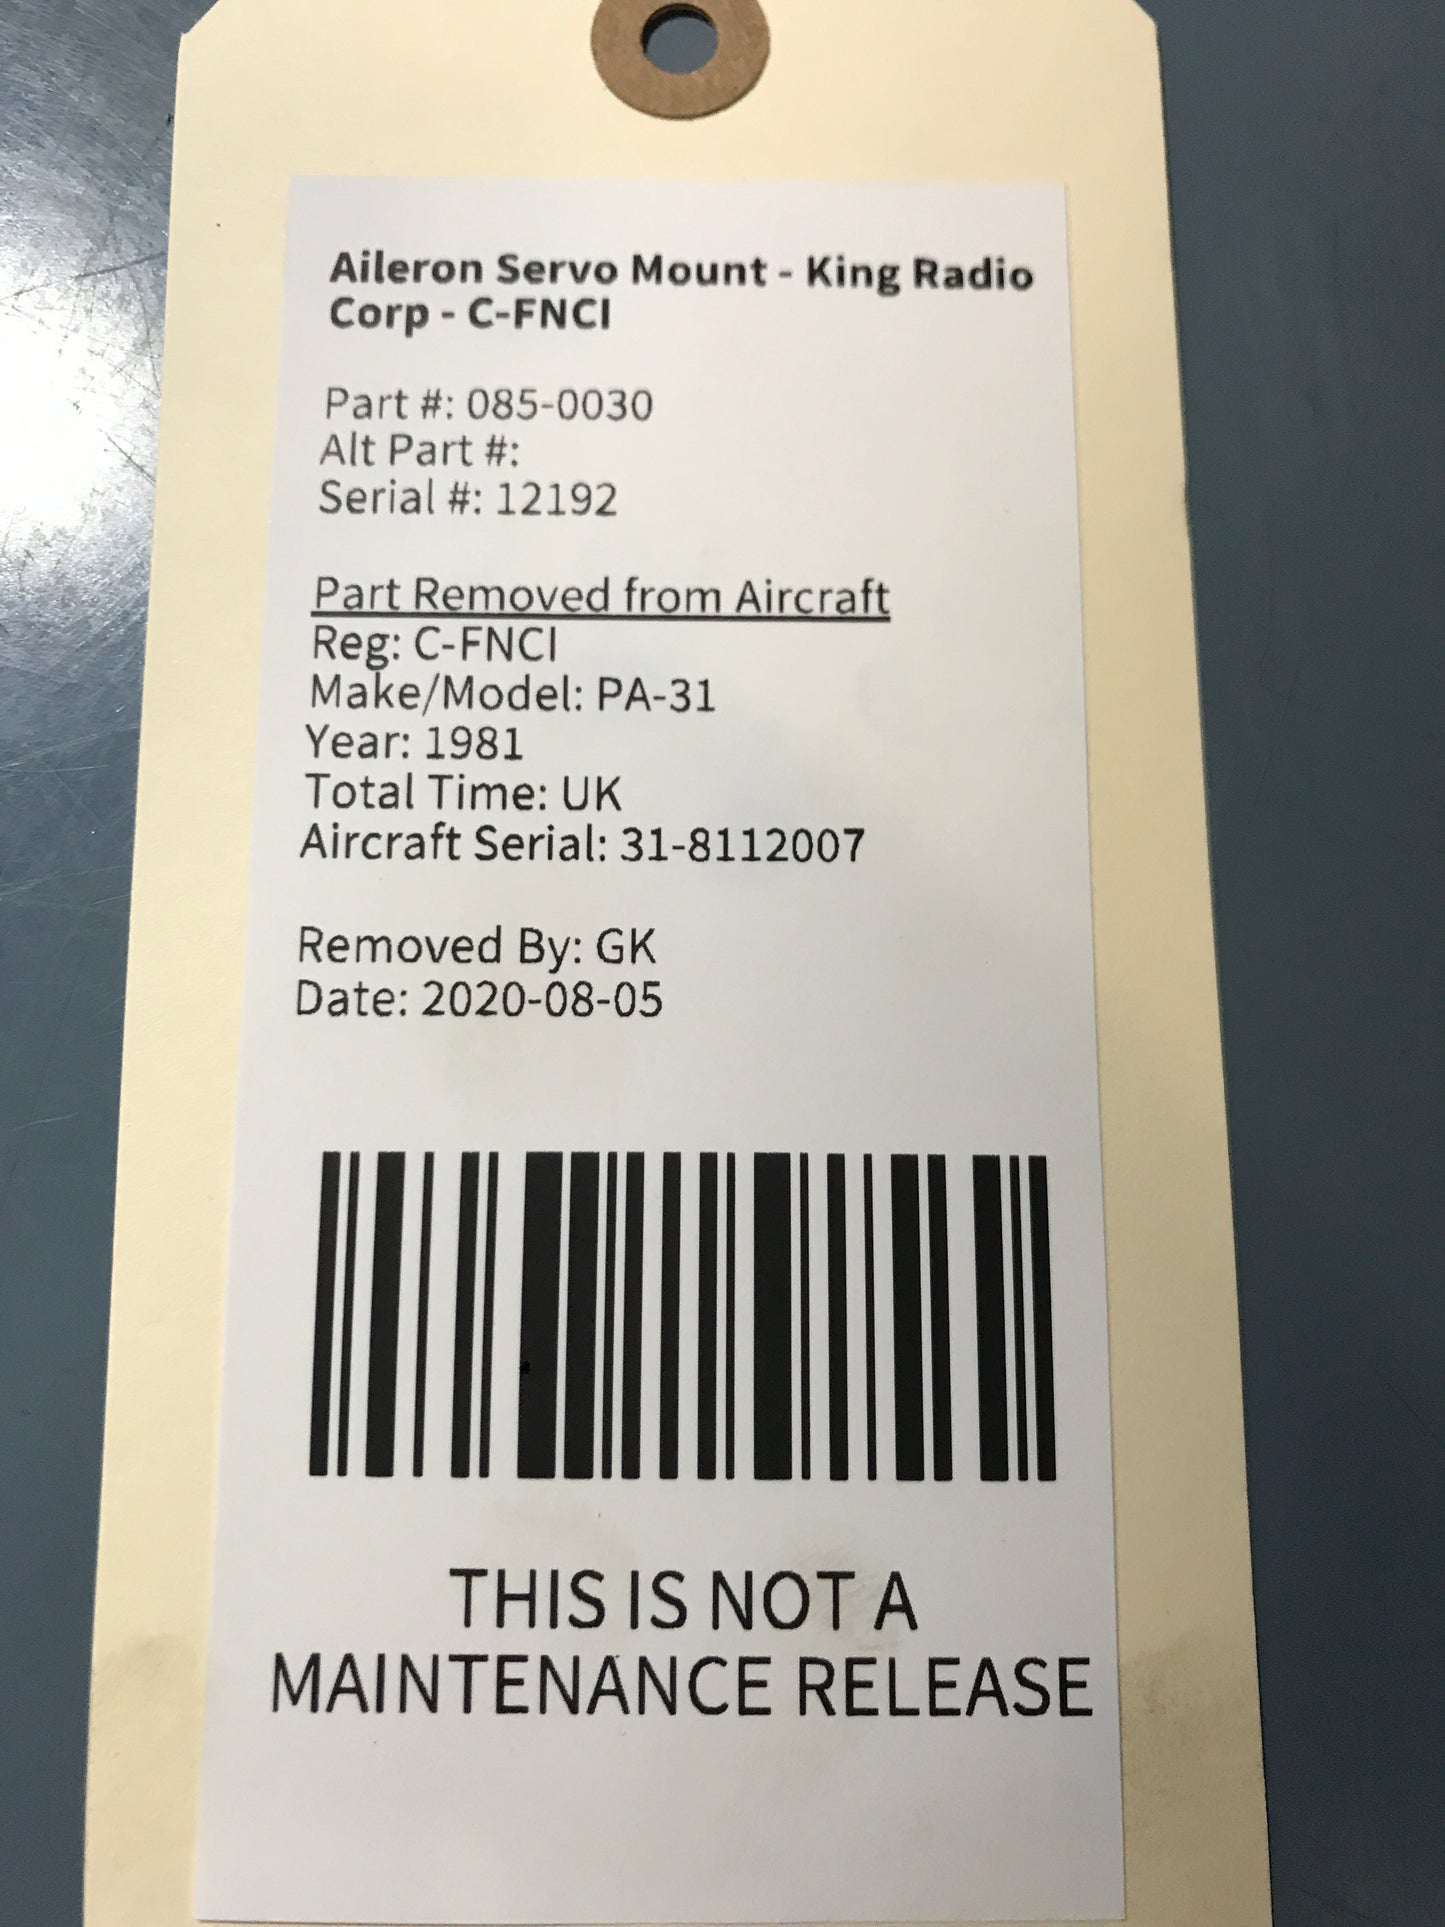 Aileron Servo Mount - King Radio
Corp - C-FNCI
Part #: 085-0030
Alt Part #:
Serial #: 12192
Part Removed from Aircraft
Reg: C-FNCI
Make/Model: PA-31
Year: 1981
Total Time: UK
Aircraft Serial: 31-8112007
Removed By: GK
Date: 2020-08-05
THIS IS NOT A
MAINTENANCE RELEASE